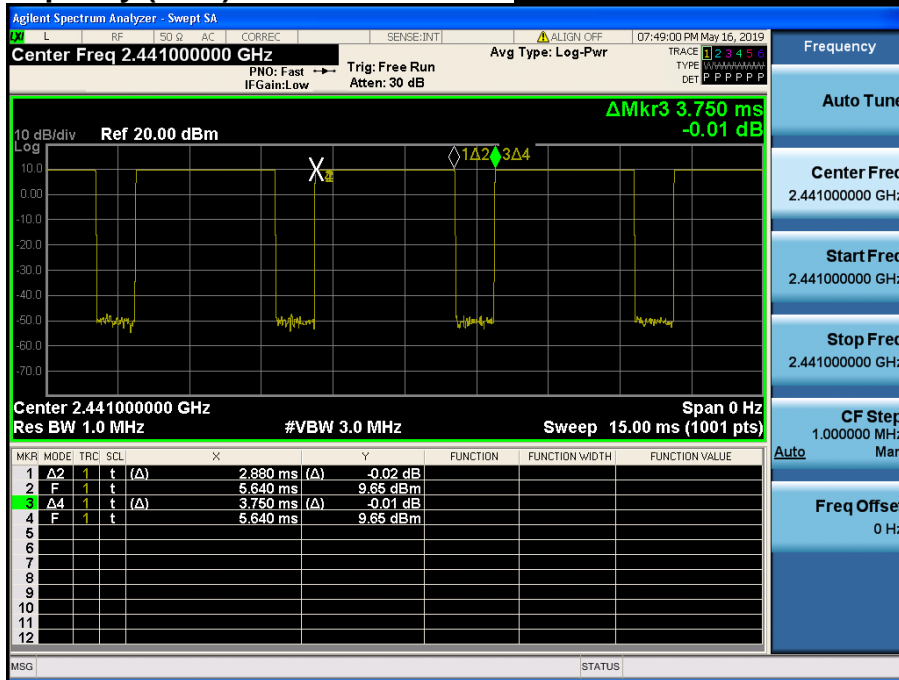 Agilent Spectrum Analyzer - Swept SA
LXI L RF 50 Ω AC CORREC SENSE:INT ALIGN OFF 07:49:00 PM May 16, 2019
Center Freq 2.441000000 GHz
PNO: Fast
IFGain:Low
Trig: Free Run
Atten: 30 dB
Avg Type: Log-Pwr
TRACE 1 2 3 4 5 6
TYPE WWWWWW
DET P P P P P P
Frequency
ΔMkr3 3.750 ms
-0.01 dB
10 dB/div Ref 20.00 dBm
Log
1Δ2 3Δ4
X
10.0
0.00
-10.0
-20.0
-30.0
-40.0
-50.0
-60.0
-70.0
Center 2.441000000 GHz Span 0 Hz
Res BW 1.0 MHz #VBW 3.0 MHz Sweep 15.00 ms (1001 pts)
MKR MODE TRC SCL X Y FUNCTION FUNCTION WIDTH FUNCTION VALUE
1 Δ2 1 t (Δ) 2.880 ms (Δ) -0.02 dB
2 F 1 t 5.640 ms 9.65 dBm
3 Δ4 1 t (Δ) 3.750 ms (Δ) -0.01 dB
4 F 1 t 5.640 ms 9.65 dBm
5
6
7
8
9
10
11
12
MSG STATUS
Auto Tune
Center Freq
2.441000000 GHz
Start Freq
2.441000000 GHz
Stop Freq
2.441000000 GHz
CF Step
1.000000 MHz
Auto Man
Freq Offset
0 Hz